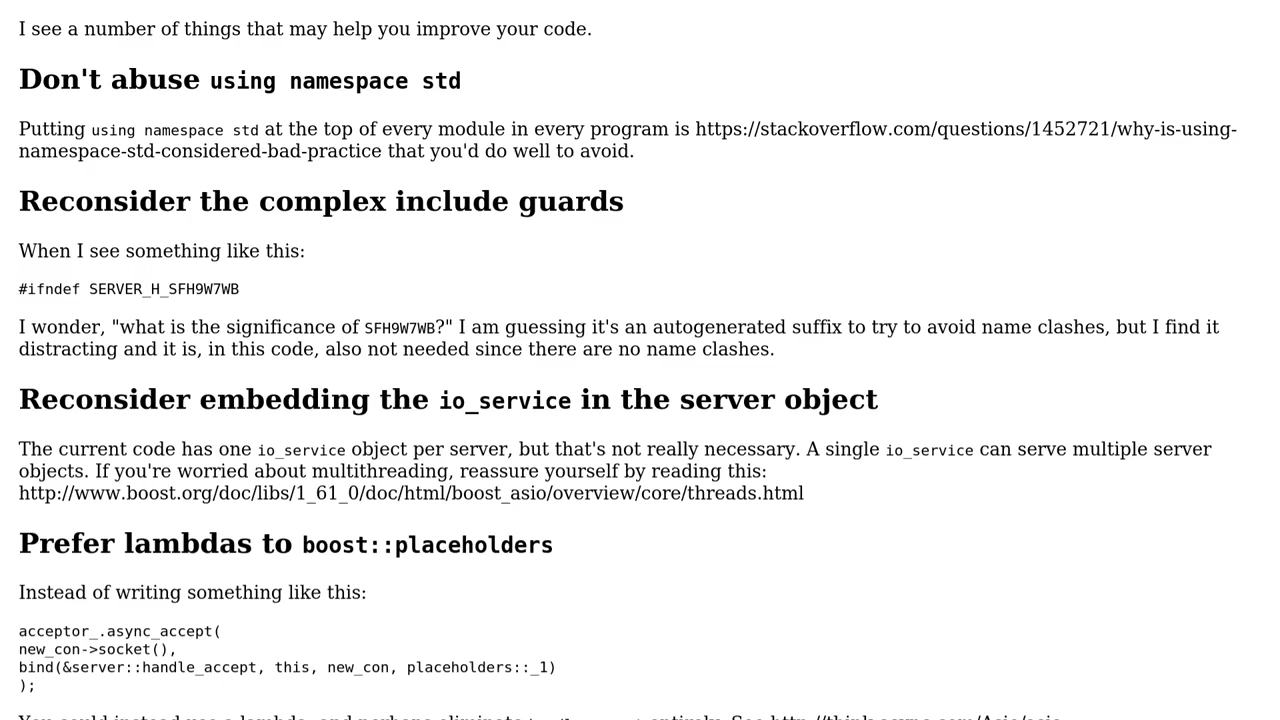 I see a number of things that may help you improve your code.
Don't abuse using namespace std
Putting using namespace std at the top of every module in every program is https://stackoverflow.com/questions/1452721/why-is-using-
namespace-std-considered-bad-practice that you'd do well to avoid.
Reconsider the complex include guards
When I see something like this:
#ifndef SERVER_H_SFH9W7WB
I wonder, "what is the significance of SFH9W7WB?" I am guessing it's an autogenerated suffix to try to avoid name clashes, but I find it
distracting and it is, in this code, also not needed since there are no name clashes.
Reconsider embedding the io_service in the server object
The current code has one io_service object per server, but that's not really necessary. A single io_service can serve multiple server
objects. If you're worried about multithreading, reassure yourself by reading this:
http://www.boost.org/doc/libs/1_61_0/doc/html/boost_asio/overview/core/threads.html
Prefer lambdas to boost::placeholders
Instead of writing something like this:
acceptor_.async_accept(
new_con->socket(),
bind(&server::handle_accept, this, new_con, placeholders::_1)
);